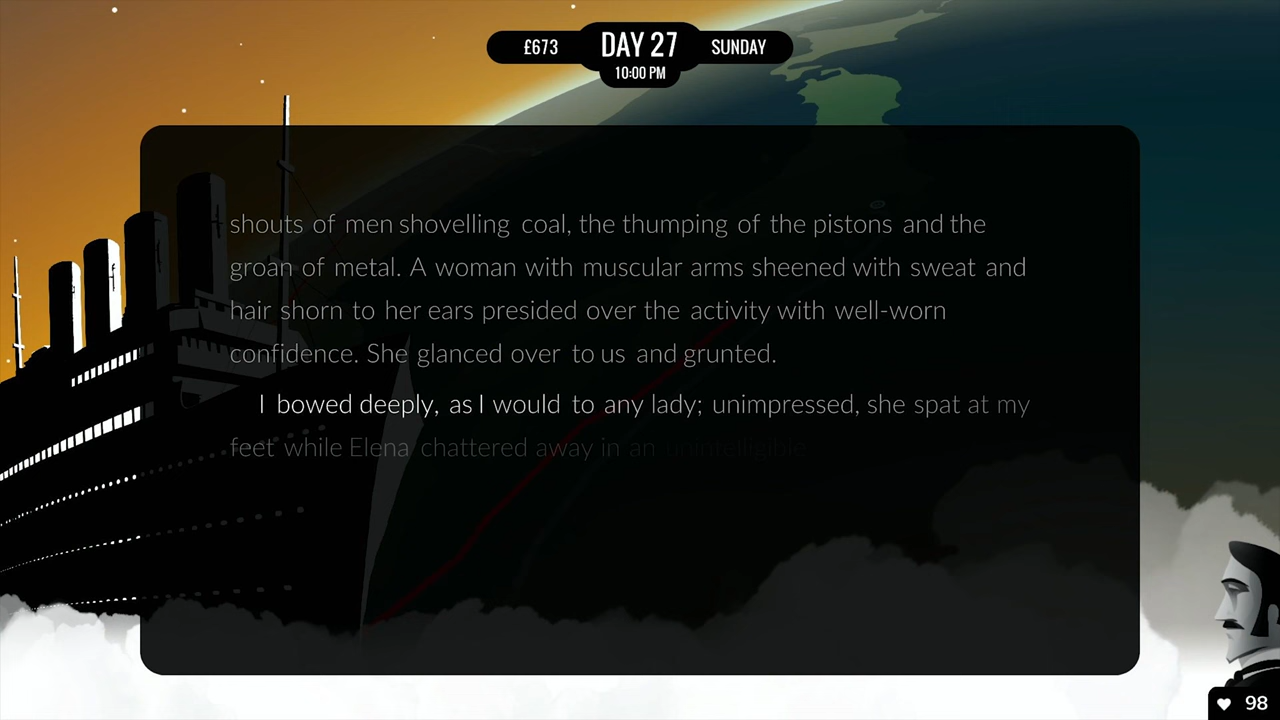 £673
DAY 27
SUNDAY
10:00 PM
shouts of men shovelling coal, the thumping of the pistons and the
groan of metal. A woman with muscular arms sheened with sweat and
hair shorn to her ears presided over the activity with well-worn
confidence. She glanced over to us and grunted.
I bowed deeply, as I would to any lady; unimpressed, she spat at my
feet while Elena chattered away in an unintelligible
98